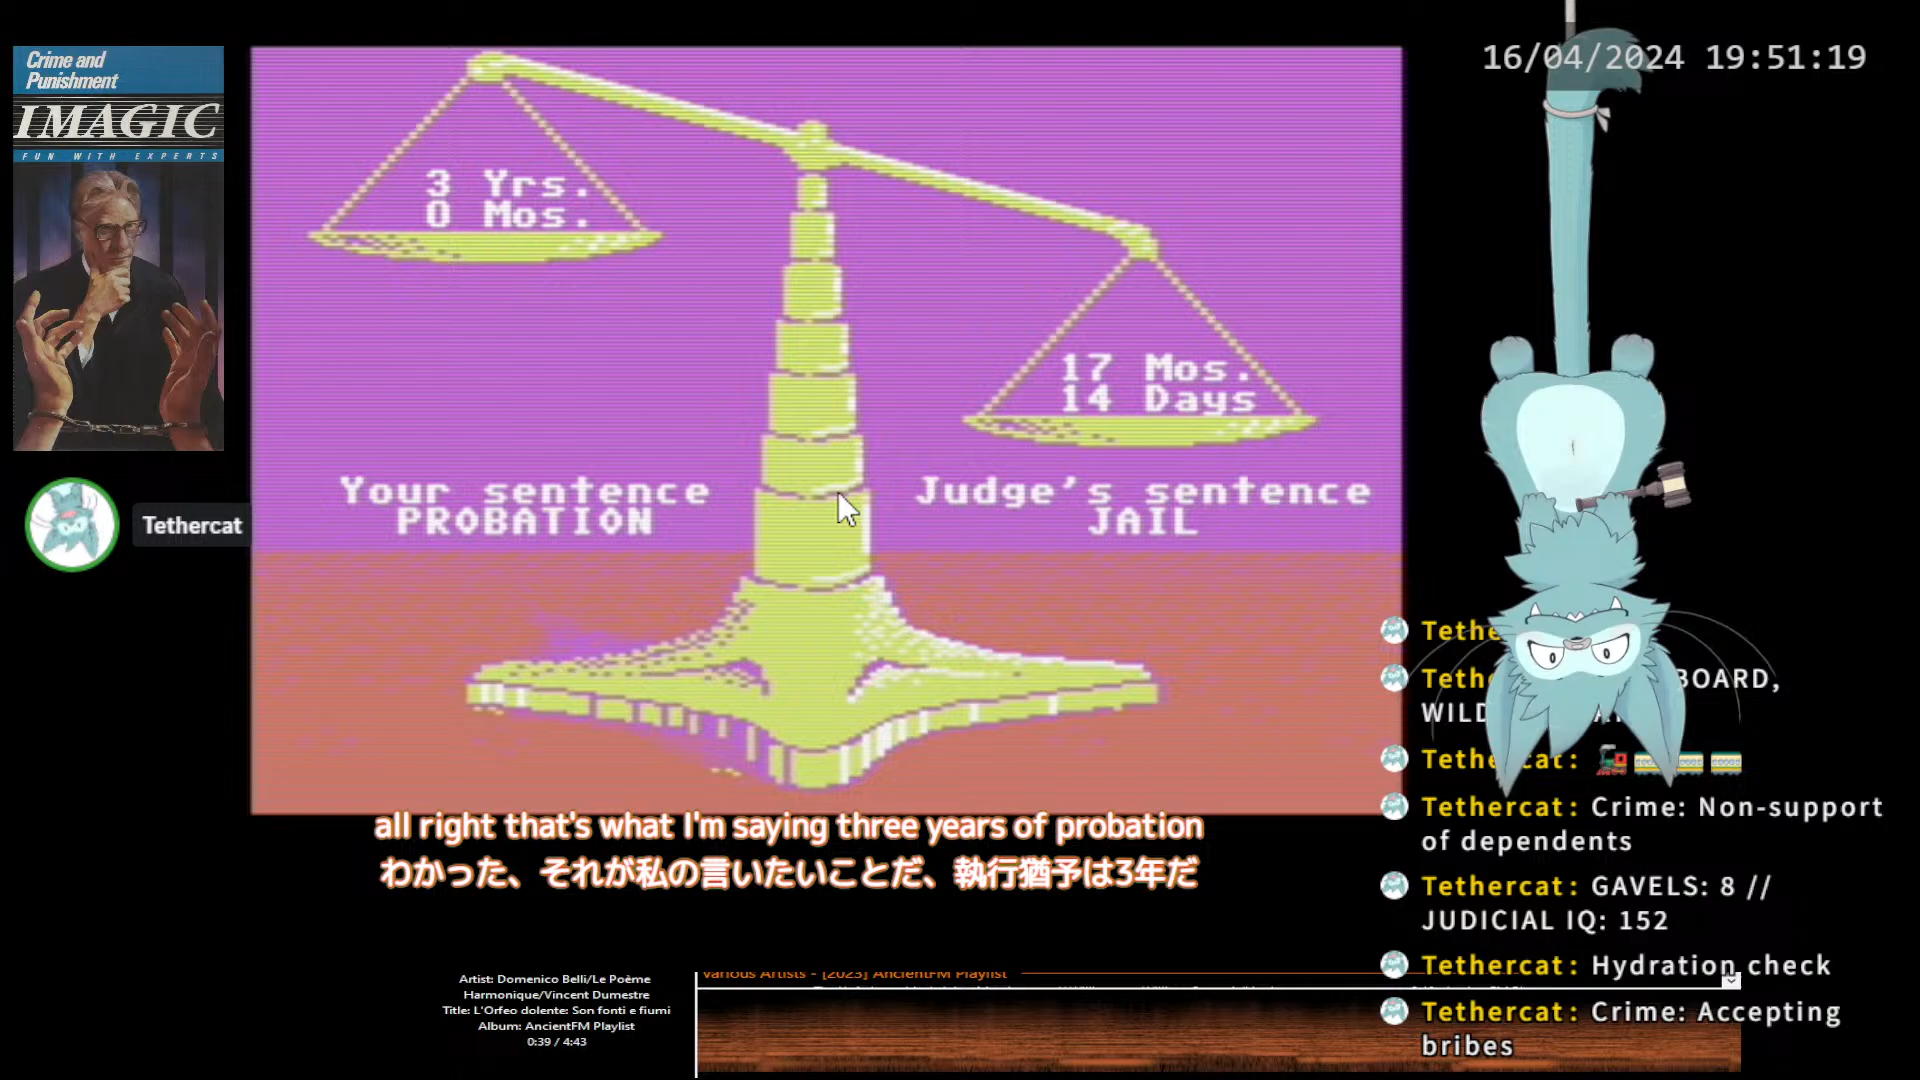 Crime and
Punishment
IMAGIC
FUN WITH EXPERTS
Tethercat
3 Yrs.
0 Mos.
17 Mos.
14 Days
Your sentence
PROBATION
Judge's sentence
JAIL
all right that's what I'm saying three years of probation
わかった、それが私の言いたいことだ、執行猶予は3年だ
Artist: Domenico Belli/Le Poème
Harmonique/Vincent Dumestre
Title: L'Orfeo dolente: Son fonti e fiumi
Album: AncientFM Playlist
0:39 / 4:43
Various Artists - [2023] AncientFM Playlist
16/04/2024 19:51:19
BOARD,
Tethercat: Crime: Non-support
of dependents
Tethercat: GAVELS: 8 //
JUDICIAL IQ: 152
Tethercat: Hydration check
Tethercat: Crime: Accepting
bribes